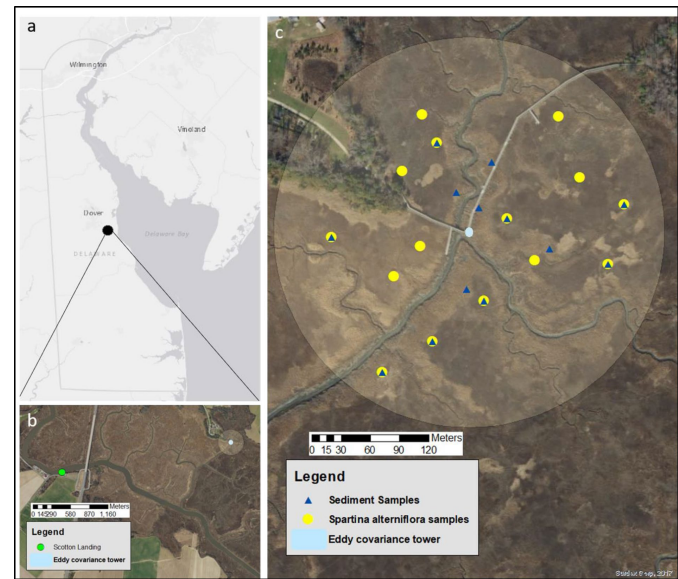 a
Wilmington
Vineland
Dover
Delaware Bay
DELAWARE
b
Meters
0 145290 580 870 1,160
Legend
Scotton Landing
Eddy covariance tower
c
Meters
0 15 30 60 90 120
Legend
Sediment Samples
Spartina alterniflora samples
Eddy covariance tower
2017